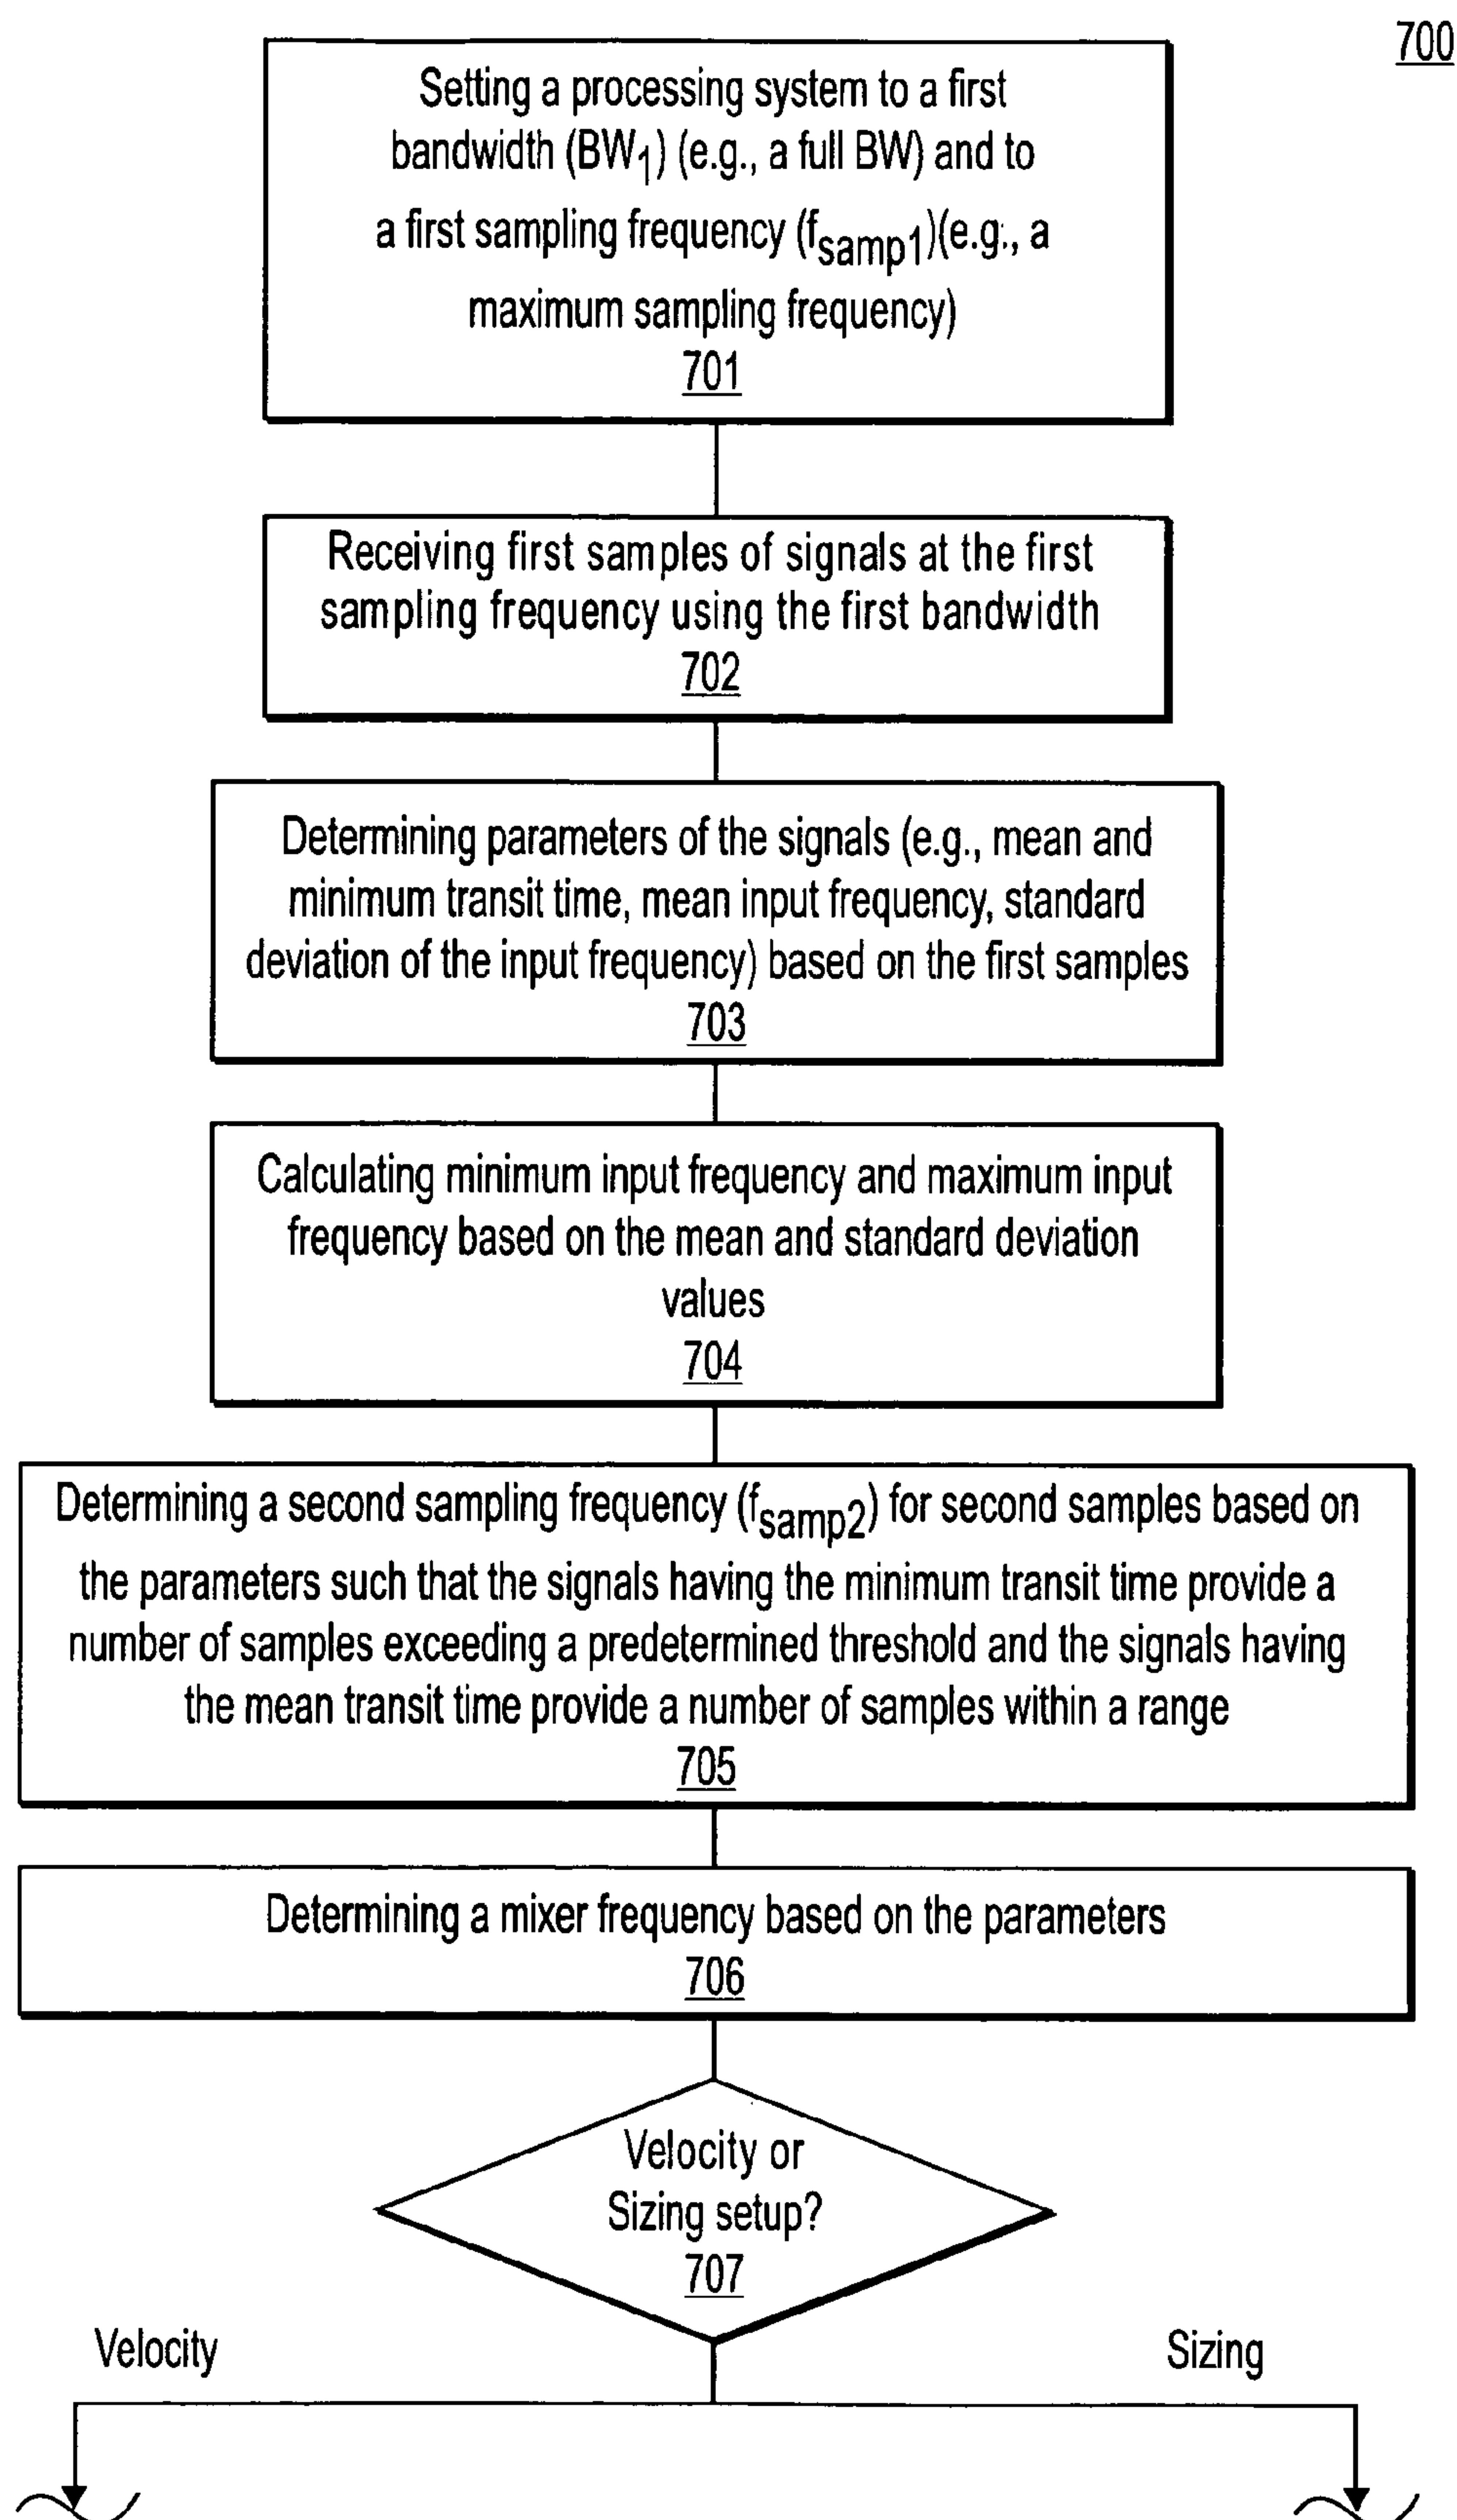 700
Setting a processing system to a first
bandwidth (BW1) (e.g., a full BW) and to
a first sampling frequency (fsamp1)(e.g., a
maximum sampling frequency)
701
Receiving first samples of signals at the first
sampling frequency using the first bandwidth
702
Determining parameters of the signals (e.g., mean and
minimum transit time, mean input frequency, standard
deviation of the input frequency) based on the first samples
703
Calculating minimum input frequency and maximum input
frequency based on the mean and standard deviation
values
704
Determining a second sampling frequency (fsamp2) for second samples based on
the parameters such that the signals having the minimum transit time provide a
number of samples exceeding a predetermined threshold and the signals having
the mean transit time provide a number of samples within a range
705
Determining a mixer frequency based on the parameters
706
Velocity or
Sizing setup?
707
Velocity
Sizing